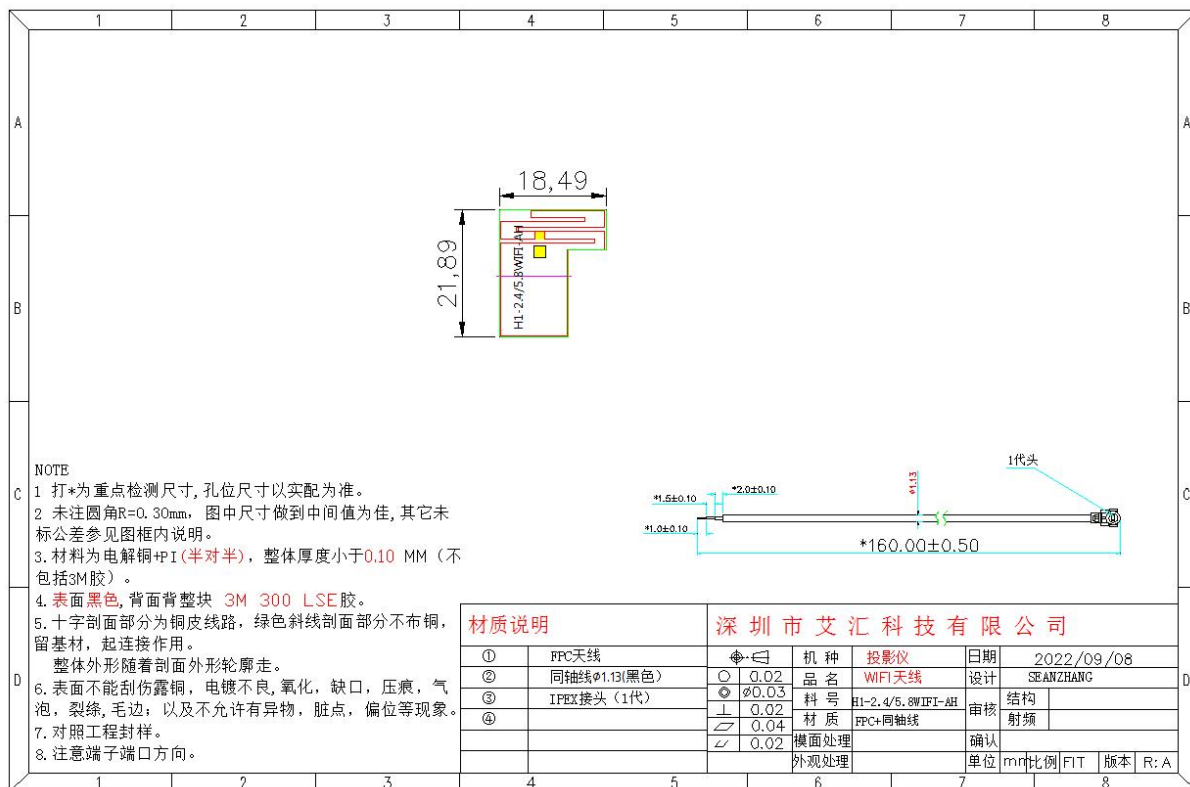 1 2 3 4 5 6 7 8
A A
18,49
21,89
H1-2.4/5.8WIFI-AH
B B
C C
1代头
*1.5±0.10
*2.0±0.10
ø1.13
*1.0±0.10
*160.00±0.50
NOTE
1 打*为重点检测尺寸,孔位尺寸以实配为准。
2 未注圆角R=0.30mm, 图中尺寸做到中间值为佳,其它未
标公差参见图框内说明。
3.材料为电解铜+PI(半对半), 整体厚度小于0.10 MM (不
包括3M胶) 。
4.表面黑色,背面背整块 3M 300 LSE胶。
5.十字剖面部分为铜皮线路, 绿色斜线剖面部分不布铜,
留基材, 起连接作用。
整体外形随着剖面外形轮廓走。
6.表面不能刮伤露铜, 电镀不良,氧化, 缺口, 压痕, 气
泡, 裂绦,毛边; 以及不允许有异物, 脏点, 偏位等现象。
7.对照工程封样。
8.注意端子端口方向。
D D
材质说明
① FPC天线
② 同轴线ø1.13(黑色)
③ IPEX接头 (1代)
④
深圳市艾汇科技有限公司
机 种 投影仪 日期 2022/09/08
0.02 品 名 WIFI天线 设计 SEANZHANG
ø0.03 料 号 H1-2.4/5.8WIFI-AH 审核 结构
0.02 材 质 FPC+同轴线 射频
0.04
0.02 模面处理 确认
外观处理 单位 mm 比例 FIT 版本 R:A
1 2 3 4 5 6 7 8